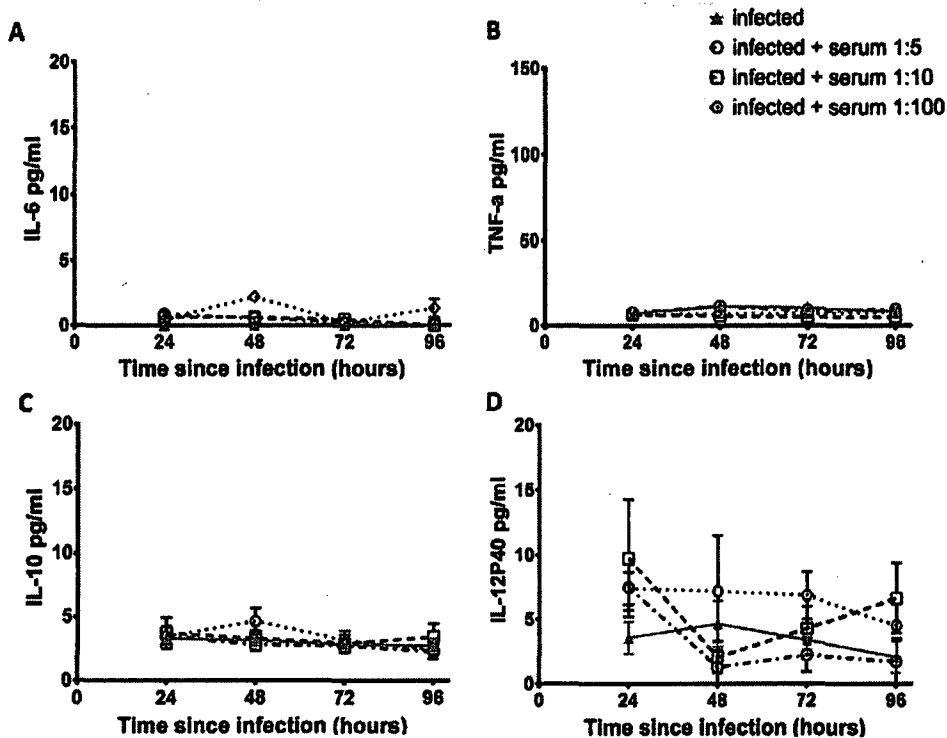 A
20
15
10
5
0
IL-6 pg/ml
0 24 48 72 96
Time since infection (hours)
B
infected
infected + serum 1:5
infected + serum 1:10
infected + serum 1:100
150
100
50
0
TNF-a pg/ml
0 24 48 72 96
Time since infection (hours)
C
20
15
10
5
0
IL-10 pg/ml
0 24 48 72 96
Time since infection (hours)
D
20
15
10
5
0
IL-12P40 pg/ml
0 24 48 72 96
Time since infection (hours)